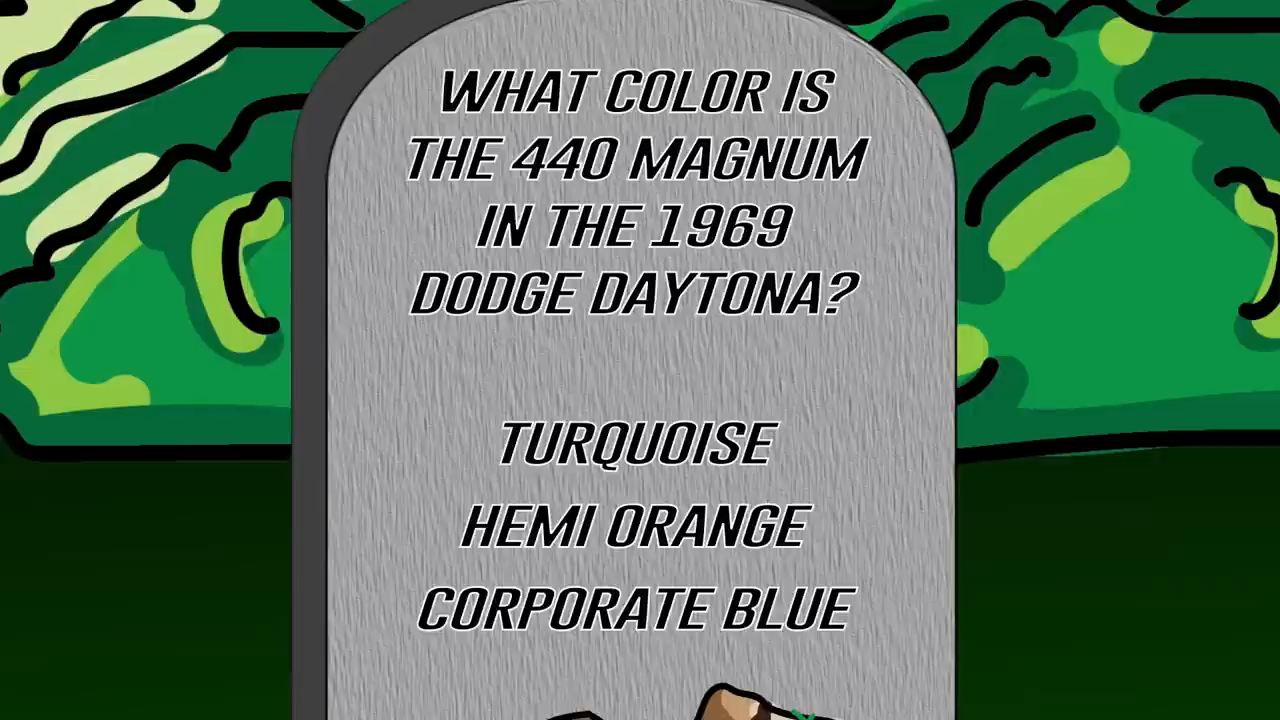 WHAT COLOR IS
THE 440 MAGNUM
IN THE 1969
DODGE DAYTONA?
TURQUOISE
HEMI ORANGE
CORPORATE BLUE